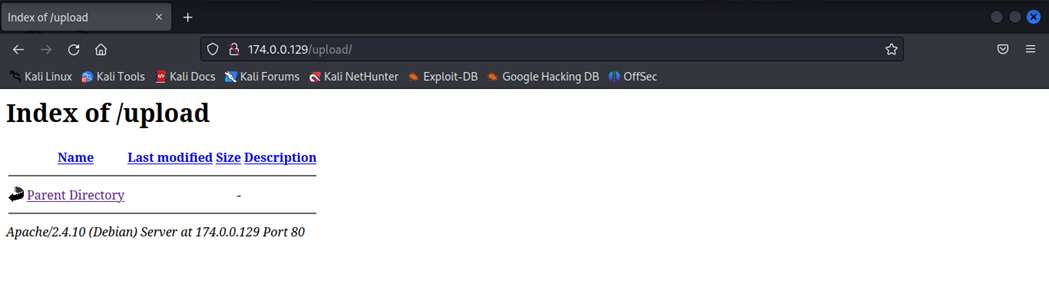 Index of /upload
174.0.0.129/upload/
Kali Linux Kali Tools Kali Docs Kali Forums Kali NetHunter Exploit-DB Google Hacking DB OffSec
Index of /upload
Name Last modified Size Description
Parent Directory -
Apache/2.4.10 (Debian) Server at 174.0.0.129 Port 80